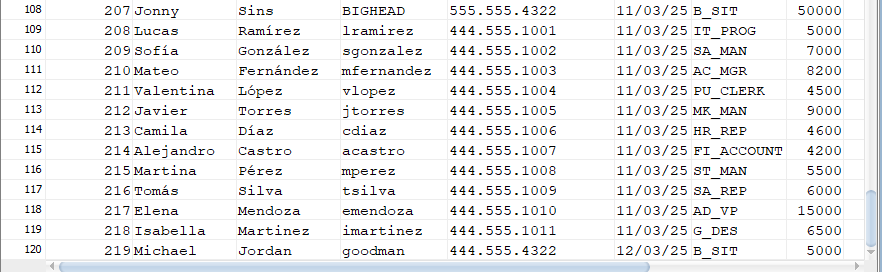 108 207 Jonny Sins BIGHEAD 555.555.4322 11/03/25 B_SIT 50000
109 208 Lucas Ramírez lramirez 444.555.1001 11/03/25 IT_PROG 5000
110 209 Sofía González sgonzalez 444.555.1002 11/03/25 SA_MAN 7000
111 210 Mateo Fernández mfernandez 444.555.1003 11/03/25 AC_MGR 8200
112 211 Valentina López vlopez 444.555.1004 11/03/25 PU_CLERK 4500
113 212 Javier Torres jtorres 444.555.1005 11/03/25 MK_MAN 9000
114 213 Camila Díaz cdiaz 444.555.1006 11/03/25 HR_REP 4600
115 214 Alejandro Castro acastro 444.555.1007 11/03/25 FI_ACCOUNT 4200
116 215 Martina Pérez mperez 444.555.1008 11/03/25 ST_MAN 5500
117 216 Tomás Silva tsilva 444.555.1009 11/03/25 SA_REP 6000
118 217 Elena Mendoza emendoza 444.555.1010 11/03/25 AD_VP 15000
119 218 Isabella Martinez imartinez 444.555.1011 11/03/25 G_DES 6500
120 219 Michael Jordan goodman 444.555.4322 12/03/25 B_SIT 5000